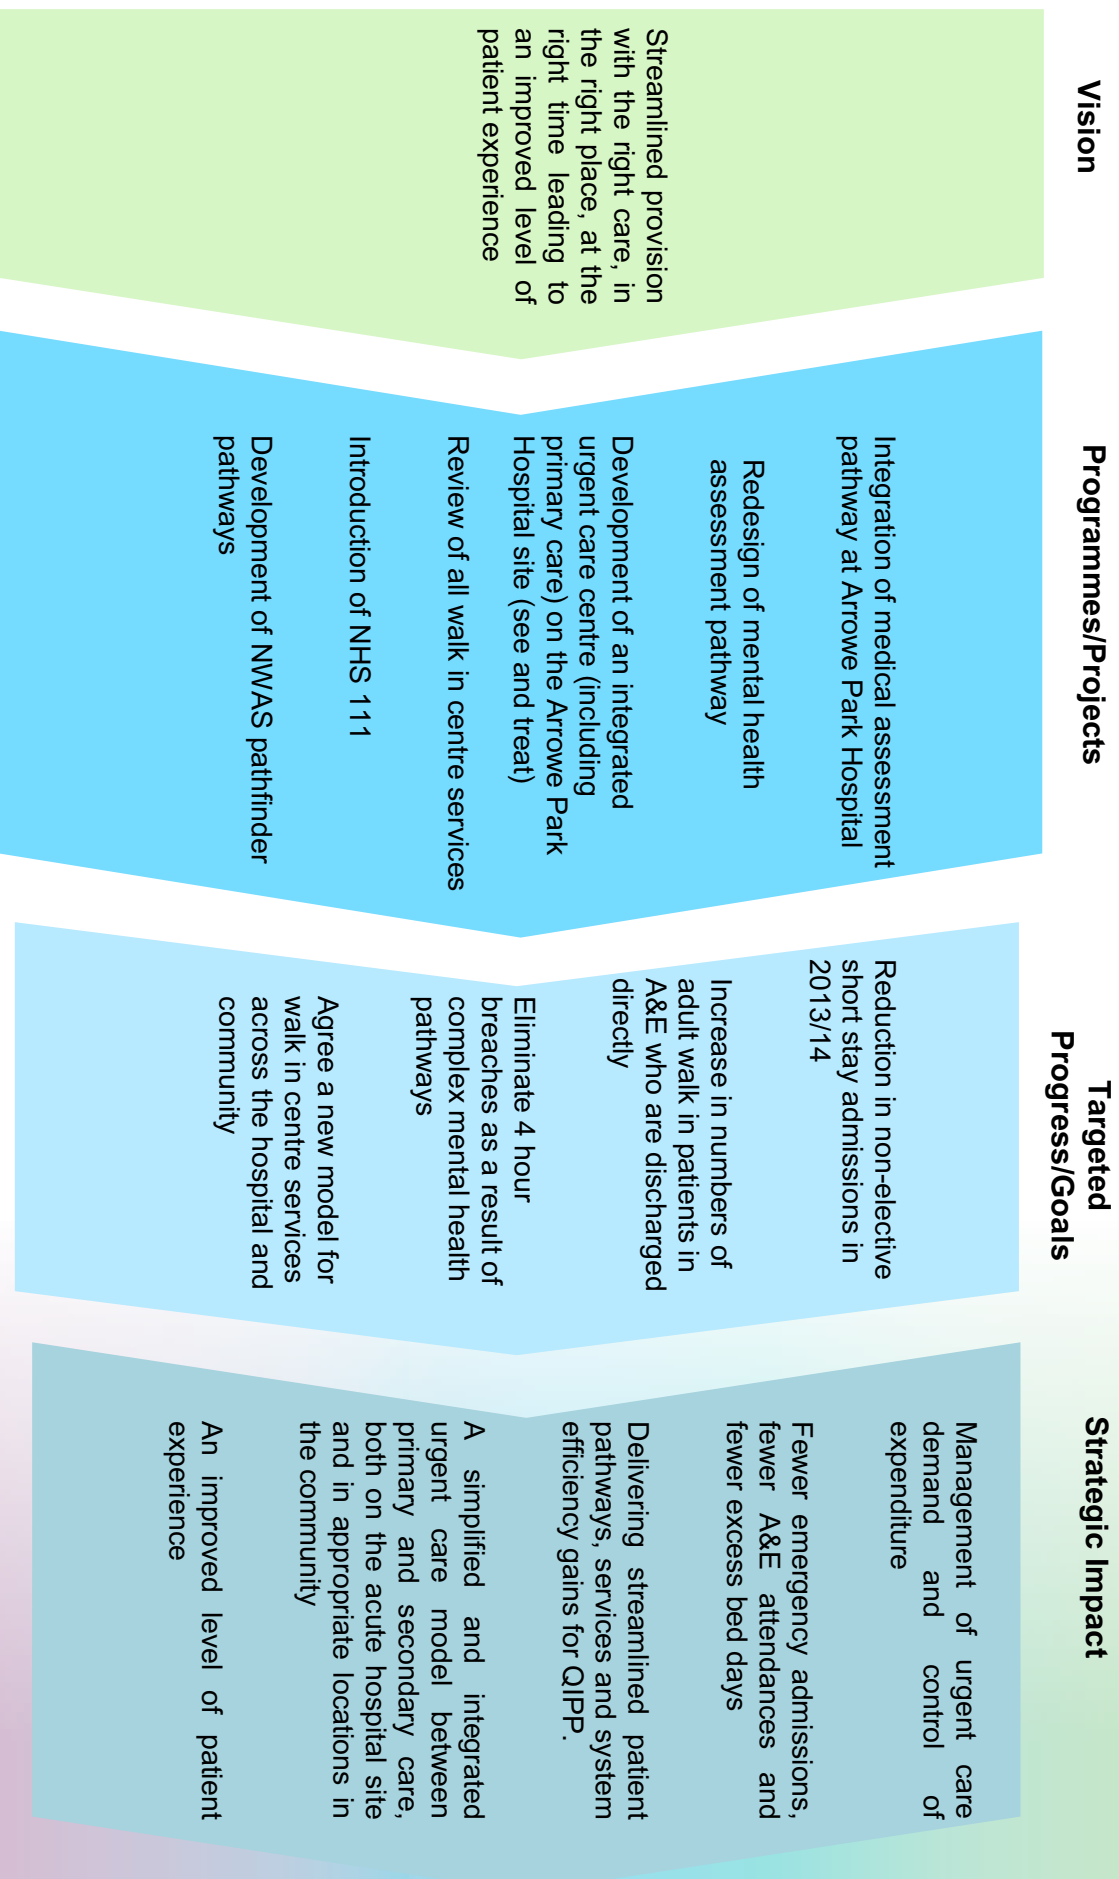 Vision
Streamlined provision
with the right care, in
the right place, at the
right time leading to
an improved level of
patient experience
Programmes/Projects
Integration of medical assessment
pathway at Arrowe Park Hospital
Redesign of mental health
assessment pathway
Development of an integrated
urgent care centre (including
primary care) on the Arrowe Park
Hospital site (see and treat)
Review of all walk in centre services
Introduction of NHS 111
Development of NWAS pathfinder
pathways
Targeted
Progress/Goals
Reduction in non-elective
short stay admissions in
2013/14
Increase in numbers of
adult walk in patients in
A&E who are discharged
directly
Eliminate 4 hour
breaches as a result of
complex mental health
pathways
Agree a new model for
walk in centre services
across the hospital and
community
Strategic Impact
Management of urgent care
demand and control of
expenditure
Fewer emergency admissions,
fewer A&E attendances and
fewer excess bed days
Delivering streamlined patient
pathways, services and system
efficiency gains for QIPP.
A simplified and integrated
urgent care model between
primary and secondary care,
both on the acute hospital site
and in appropriate locations in
the community
An improved level of patient
experience